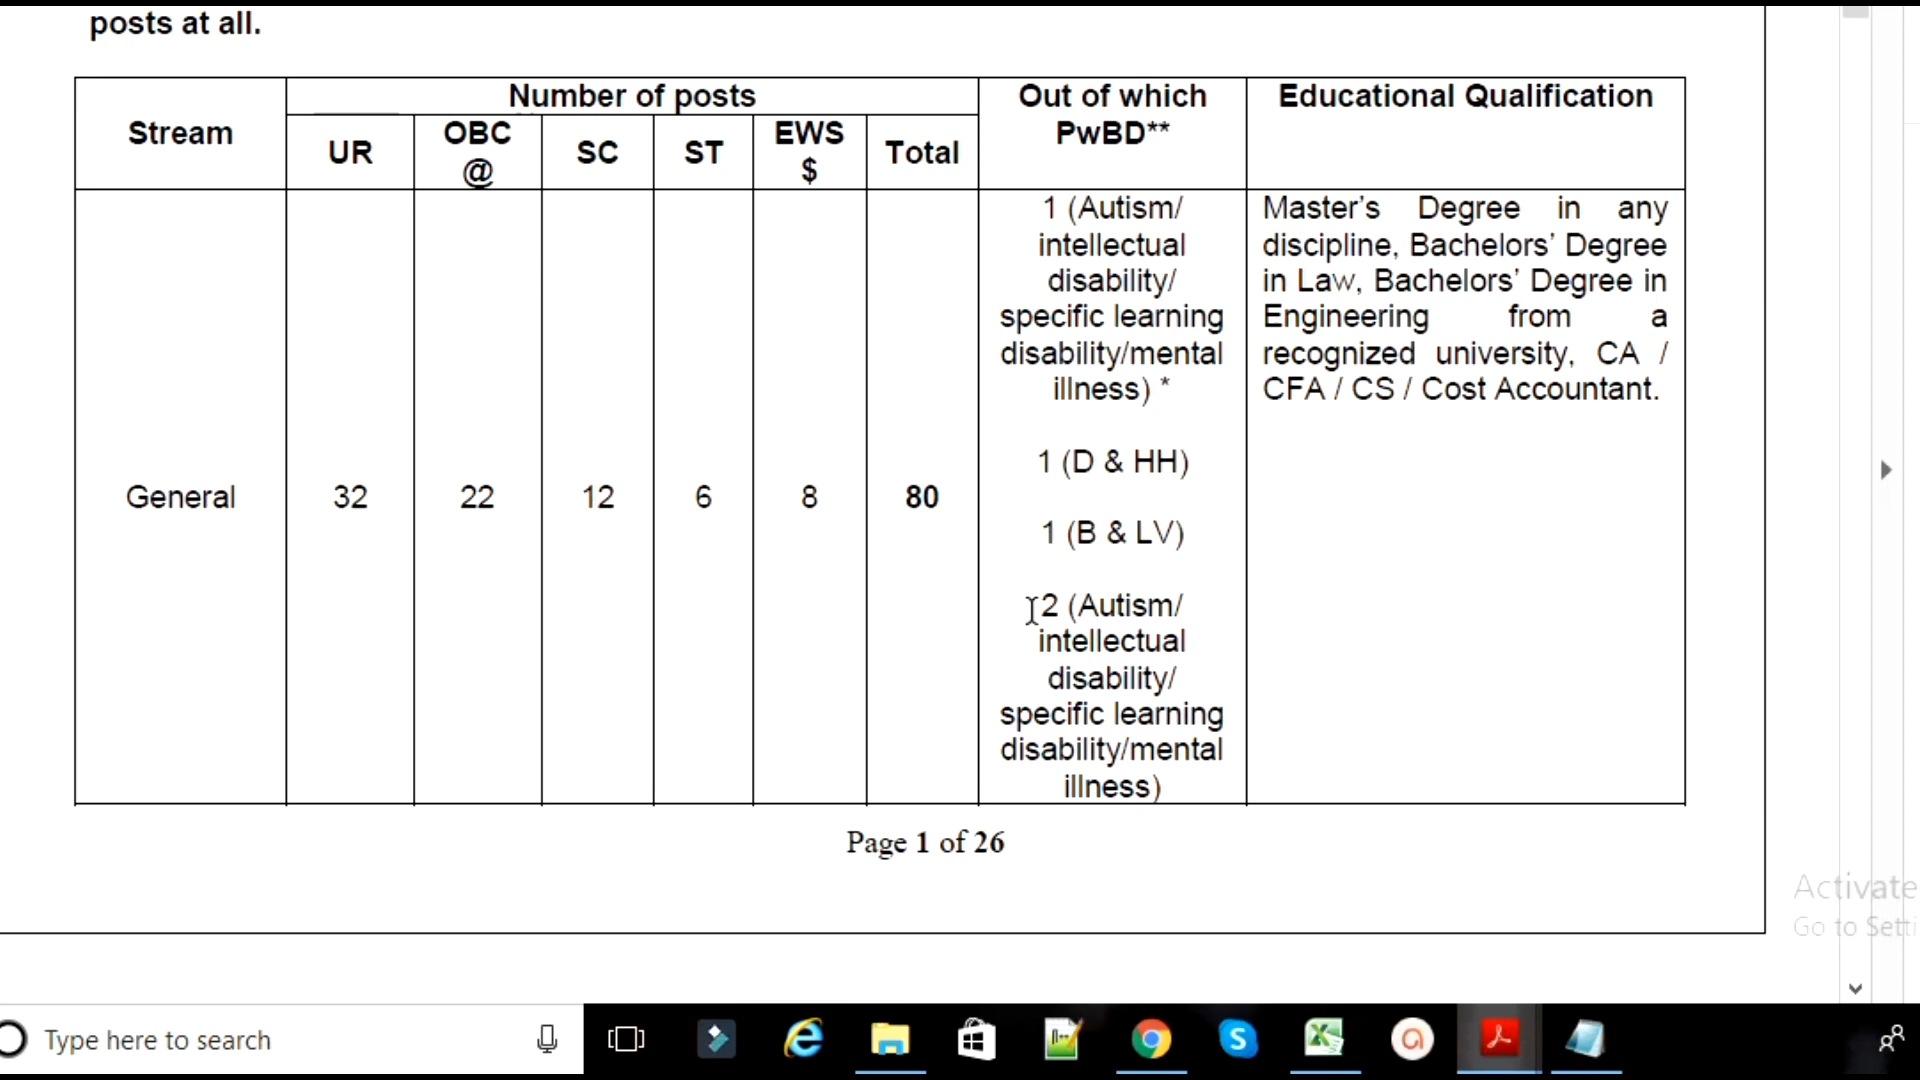 posts at all.
Stream
Number of posts
Out of which
PwBD**
Educational Qualification
UR
OBC
@
SC
ST
EWS
$
Total
General
32
22
12
6
8
80
1 (Autism/
intellectual
disability/
specific learning
disability/mental
illness) *
1 (D & HH)
1 (B & LV)
2 (Autism/
intellectual
disability/
specific learning
disability/mental
illness)
Master’s Degree in any
discipline, Bachelors’ Degree
in Law, Bachelors’ Degree in
Engineering from a
recognized university, CA /
CFA / CS / Cost Accountant.
Page 1 of 26
Activate
Go to Setti
Type here to search